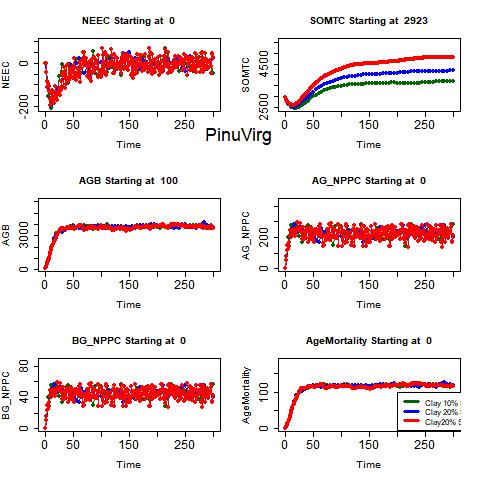 NEEC Starting at 0
NEEC
-200
0
50
150
250
Time
SOMTC Starting at 2923
SOMTC
2500
4500
0
50
150
250
Time
PinuVirg
AGB Starting at 100
AGB
0
3000
0
50
150
250
Time
AG_NPPC Starting at 0
AG_NPPC
0
200
0
50
150
250
Time
BG_NPPC Starting at 0
BG_NPPC
0
40
80
0
50
150
250
Time
AgeMortality Starting at 0
AgeMortality
0
100
0
50
150
250
Time
Clay 10%
Clay 20%
Clay20%